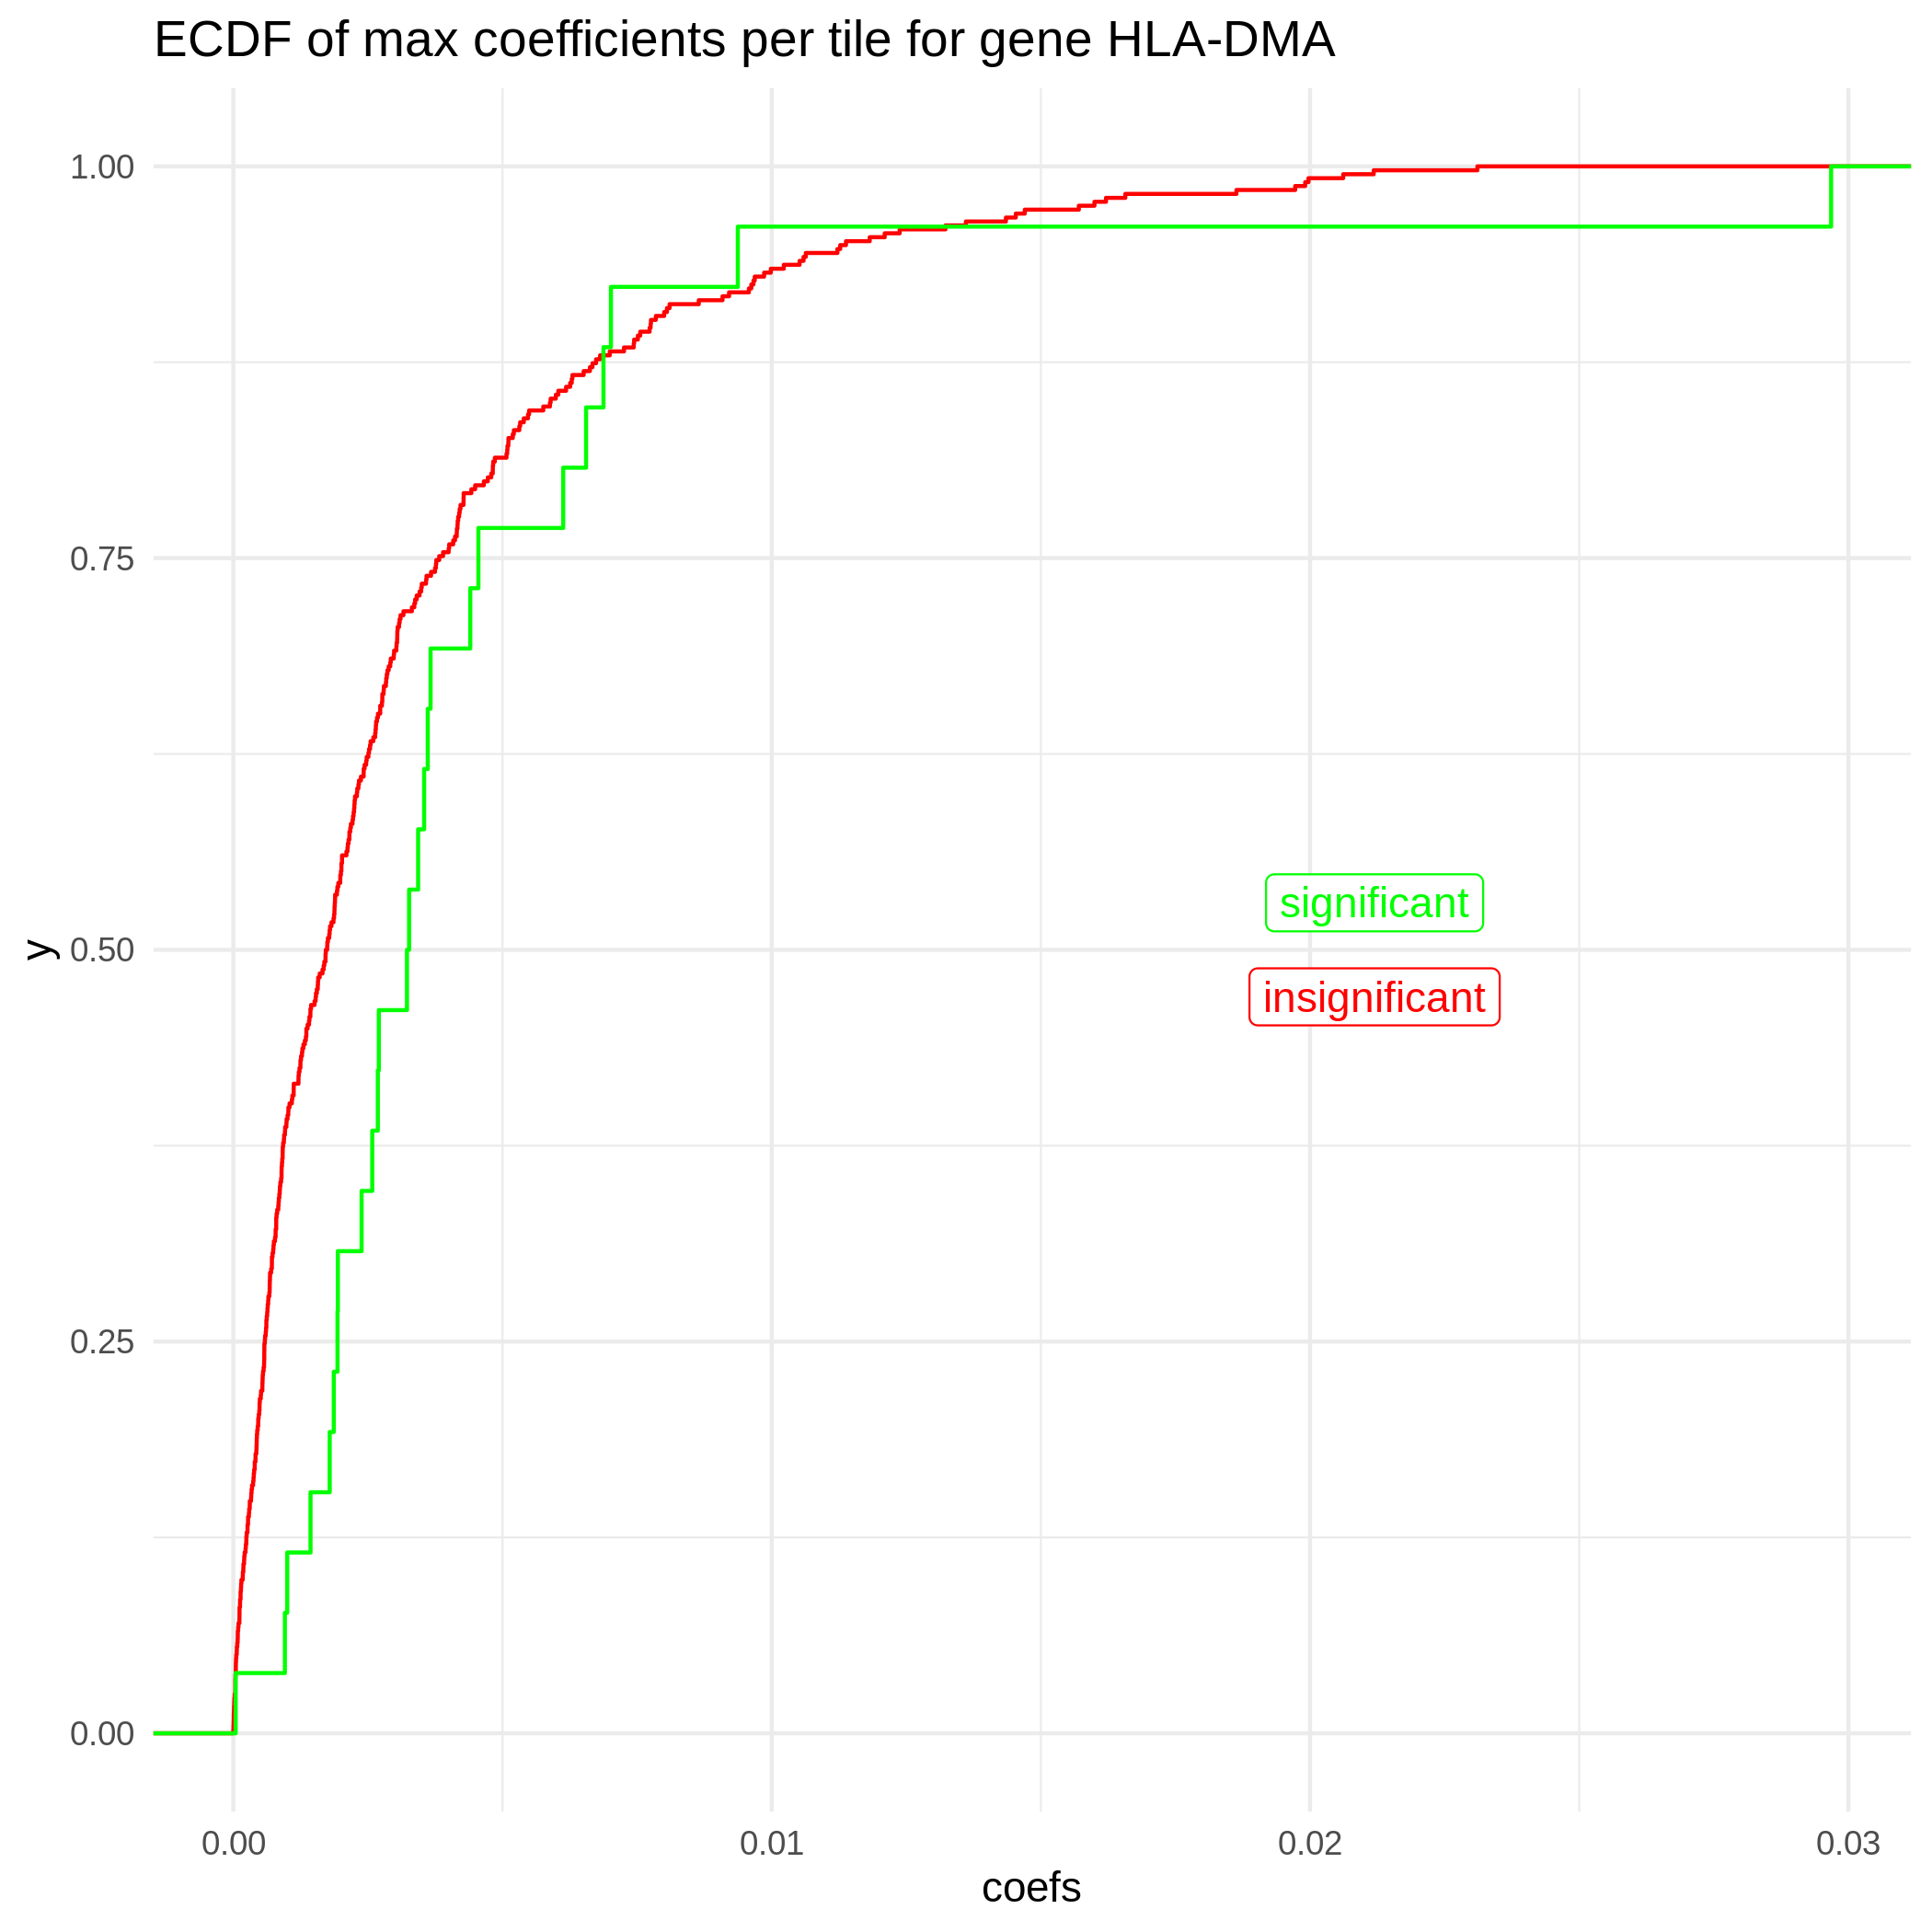 ECDF of max coefficients per tile for gene HLA-DMA
1.00
0.75
0.50
0.25
0.00
y
significant
insignificant
0.00 0.01 0.02 0.03
coefs